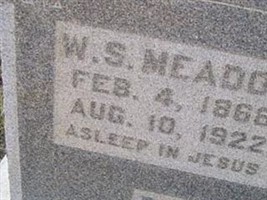 W.S. MEADO
FEB. 4, 1866
AUG. 10, 1922
ASLEEP IN JESUS